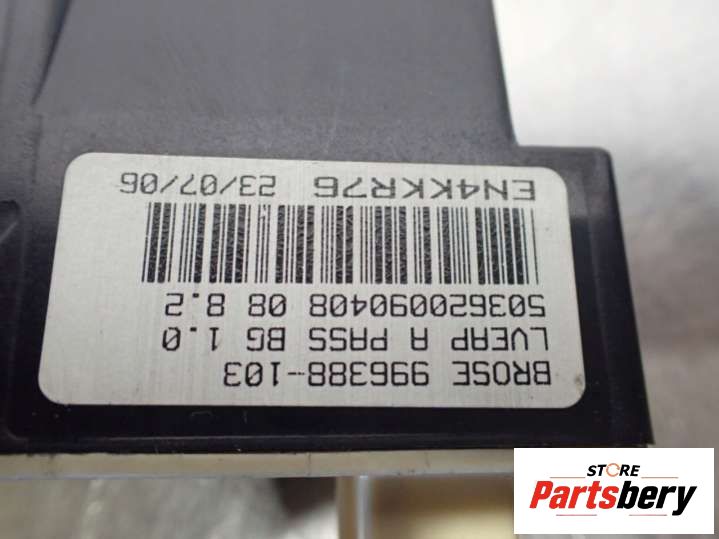 BROSE 996388-103
LVEAP A PASS BG 1.0
503620090408 08 8.2
EN4KKR76 23/07/06
STORE
Partsbery